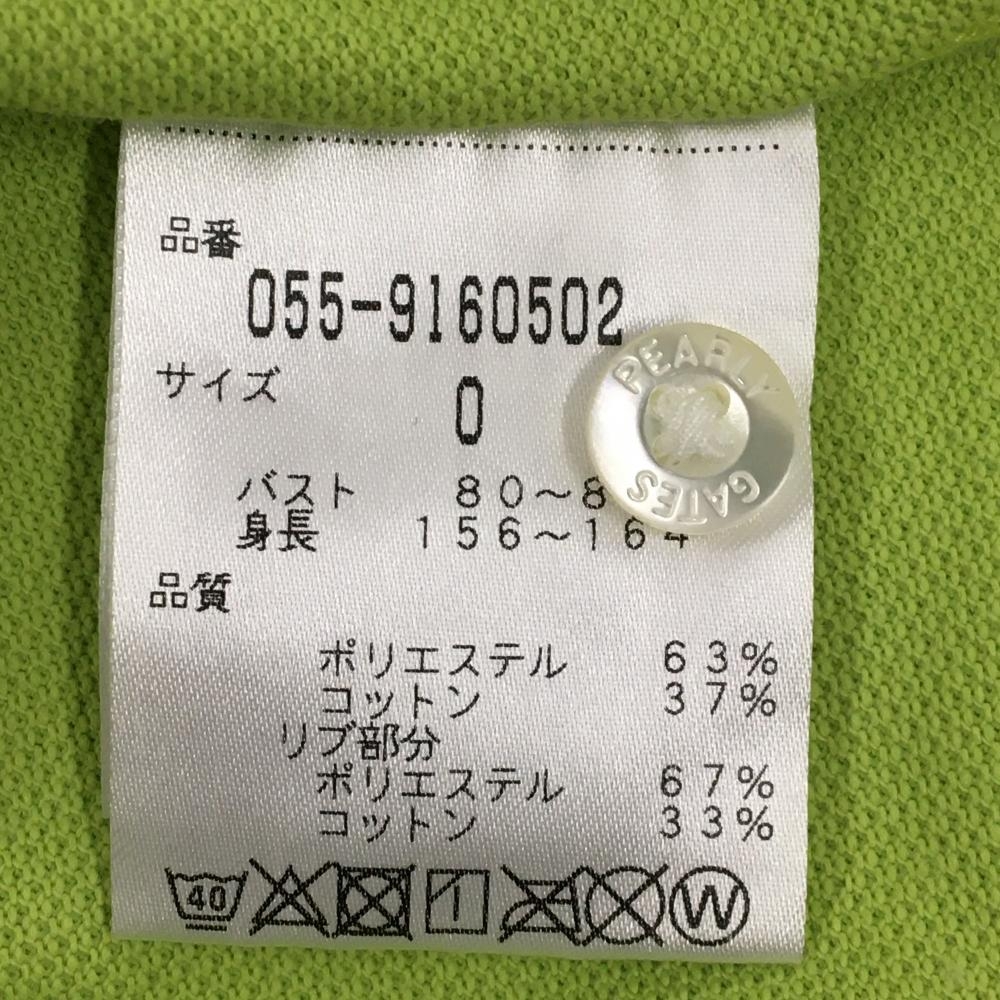 品番
055-9160502
サイズ
0
バスト 80～8
身長 156～164
品質
ポリエステル 63%
コットン 37%
リブ部分
ポリエステル 67%
コットン 33%
40
W
PEARLY
GATES